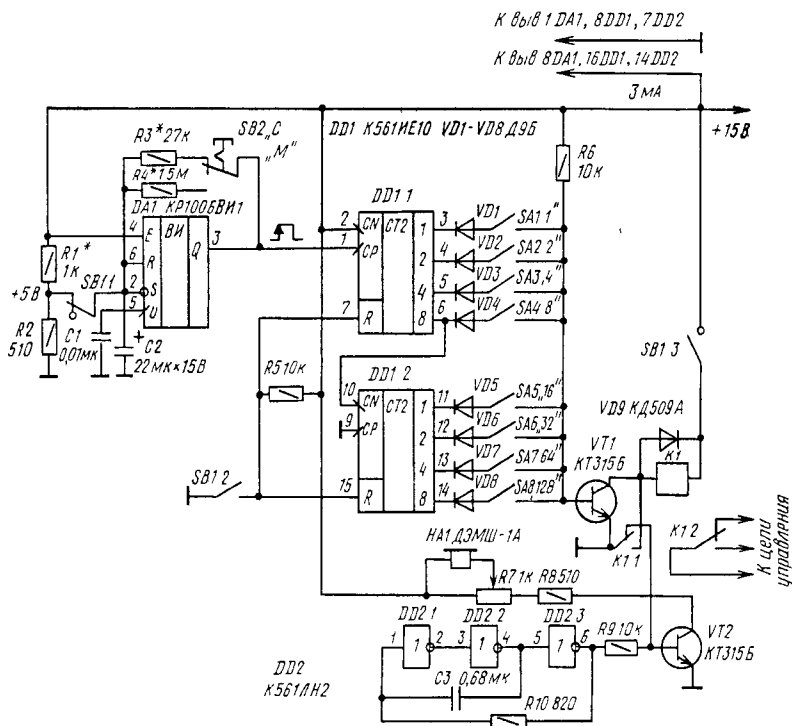 К выв 1 DA1, 8DD1, 7DD2
К выв 8DA1, 16DD1, 14DD2
3 мА
+15В
R3* 27к
SB2 „С
„М"
DD1 К561ИЕ10 VD1-VD8 Д9Б
R4* 1,5М
R6
10к
DA1 КР1006ВИ1
DD1 1
4 E ВИ Q 3
6 R
2 S
5 U
R1*
1к
+5В
SB1 1
R2
510
C1
0,01мк
+
C2
22мк×15В
2 CN CT2 1 3 VD1 SA1 1"
1 CP 2 4 VD2 SA2 2"
4 5 VD3 SA3,4"
7 R 8 6 VD4 SA4 8"
R5 10к
DD1 2
10 CN CT2 1 11 VD5 SA5„16"
9 CP 2 12 VD6 SA6„32"
4 13 VD7 SA7 64"
15 R 8 14 VD8 SA8,128"
SB1 2
SB1 3
VD9 КД509А
VT1
КТ315Б
K1
K1 1
K1 2
К цепи
управления
НА1 ДЭМШ-1А
R7 1к
R8 510
DD2 1
DD2 2
DD2 3
1 1 2 3 1 4 5 1 6
R9 10к
VT2
КТ315Б
DD2
К561ЛН2
C3 0,68мк
R10 820